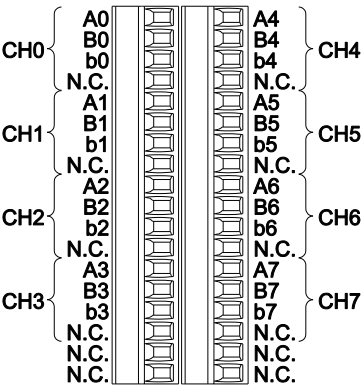 A0 A4
B0 B4
CH0 CH4
b0 b4
N.C. N.C.
A1 A5
B1 B5
CH1 CH5
b1 b5
N.C. N.C.
A2 A6
B2 B6
CH2 CH6
b2 b6
N.C. N.C.
A3 A7
B3 B7
CH3 CH7
b3 b7
N.C. N.C.
N.C. N.C.
N.C. N.C.